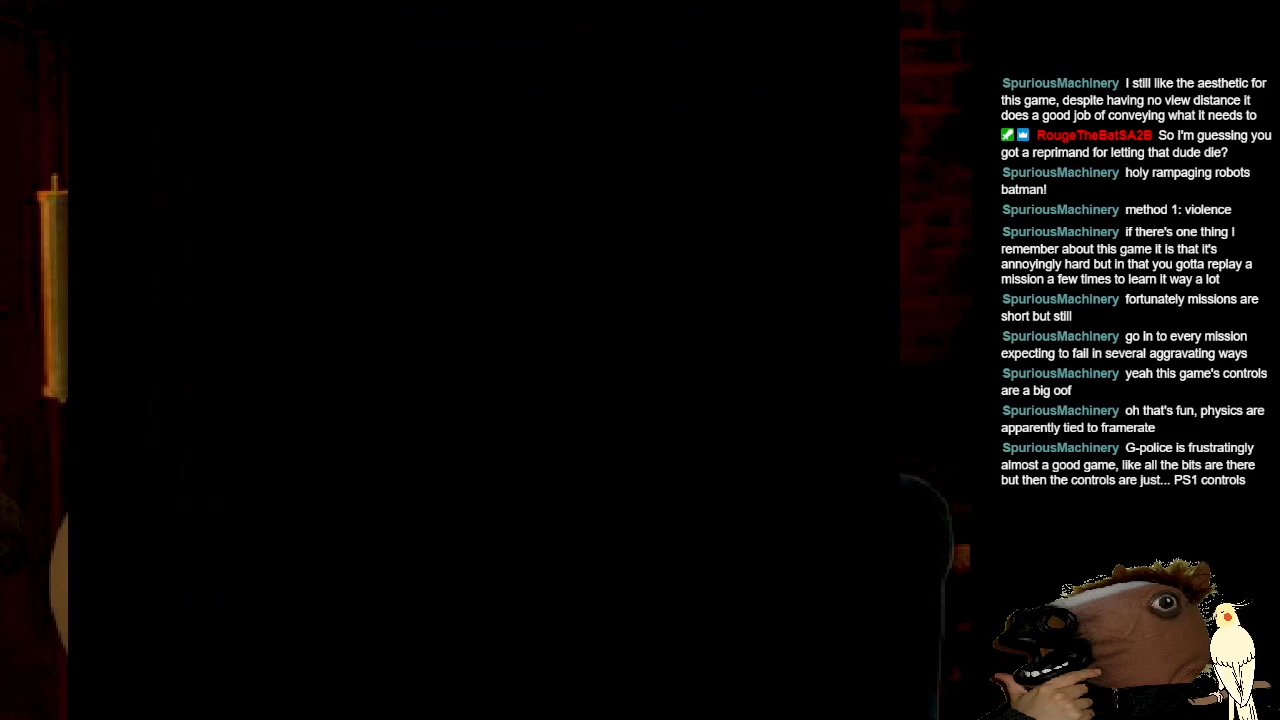 SpuriousMachinery I still like the aesthetic for
this game, despite having no view distance it
does a good job of conveying what it needs to
RougeTheBatSA2B So I'm guessing you
got a reprimand for letting that dude die?
SpuriousMachinery holy rampaging robots
batman!
SpuriousMachinery method 1: violence
SpuriousMachinery if there's one thing I
remember about this game it is that it's
annoyingly hard but in that you gotta replay a
mission a few times to learn it way a lot
SpuriousMachinery fortunately missions are
short but still
SpuriousMachinery go in to every mission
expecting to fail in several aggravating ways
SpuriousMachinery yeah this game's controls
are a big oof
SpuriousMachinery oh that's fun, physics are
apparently tied to framerate
SpuriousMachinery G-police is frustratingly
almost a good game, like all the bits are there
but then the controls are just... PS1 controls